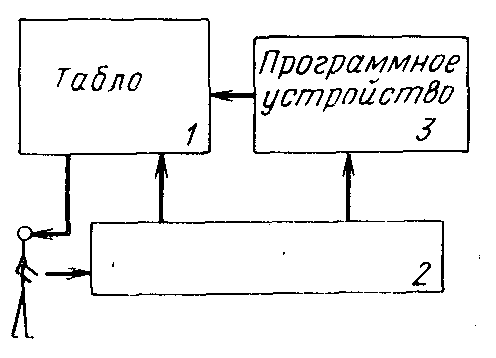 Табло
1
Программное
устройство
3
2